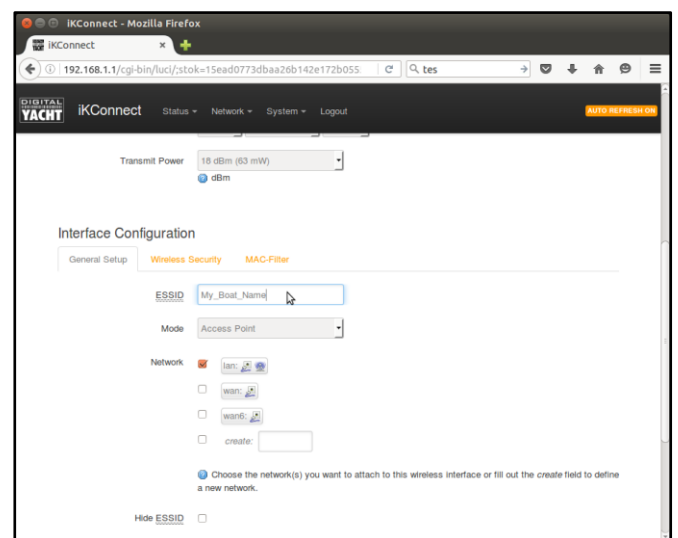 iKConnect - Mozilla Firefox
iKConnect
192.168.1.1/cgi-bin/luci/;stok=15ead0773dbaa26b142e172b055
tes
DIGITAL
YACHT
iKConnect Status Network System Logout
AUTO REFRESH ON
Transmit Power 18 dBm (63 mW)
dBm
Interface Configuration
General Setup Wireless Security MAC-Filter
ESSID My_Boat_Name
Mode Access Point
Network lan:
wan:
wan6:
create:
Choose the network(s) you want to attach to this wireless interface or fill out the create field to define
a new network.
Hide ESSID